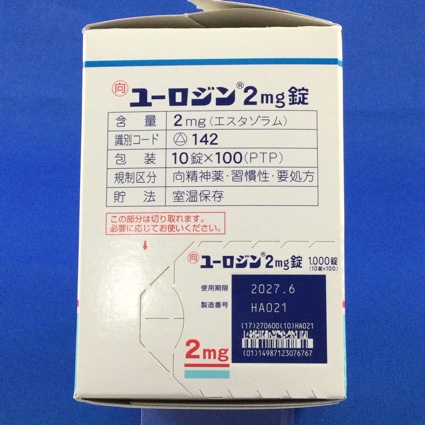 向 ユーロジン® 2mg錠
含量 2mg(エスタゾラム)
識別コード 142
包装 10錠×100(PTP)
規制区分 向精神薬・習慣性・要処方
貯法 室温保存
この部分は切り取れます。
必要に応じてお使いください。
向 ユーロジン® 2mg錠 1,000錠
(10錠×100)
使用期限 2027.6
製造番号 HA021
(17)270600(10)HA021
2mg
(01)14987123076767